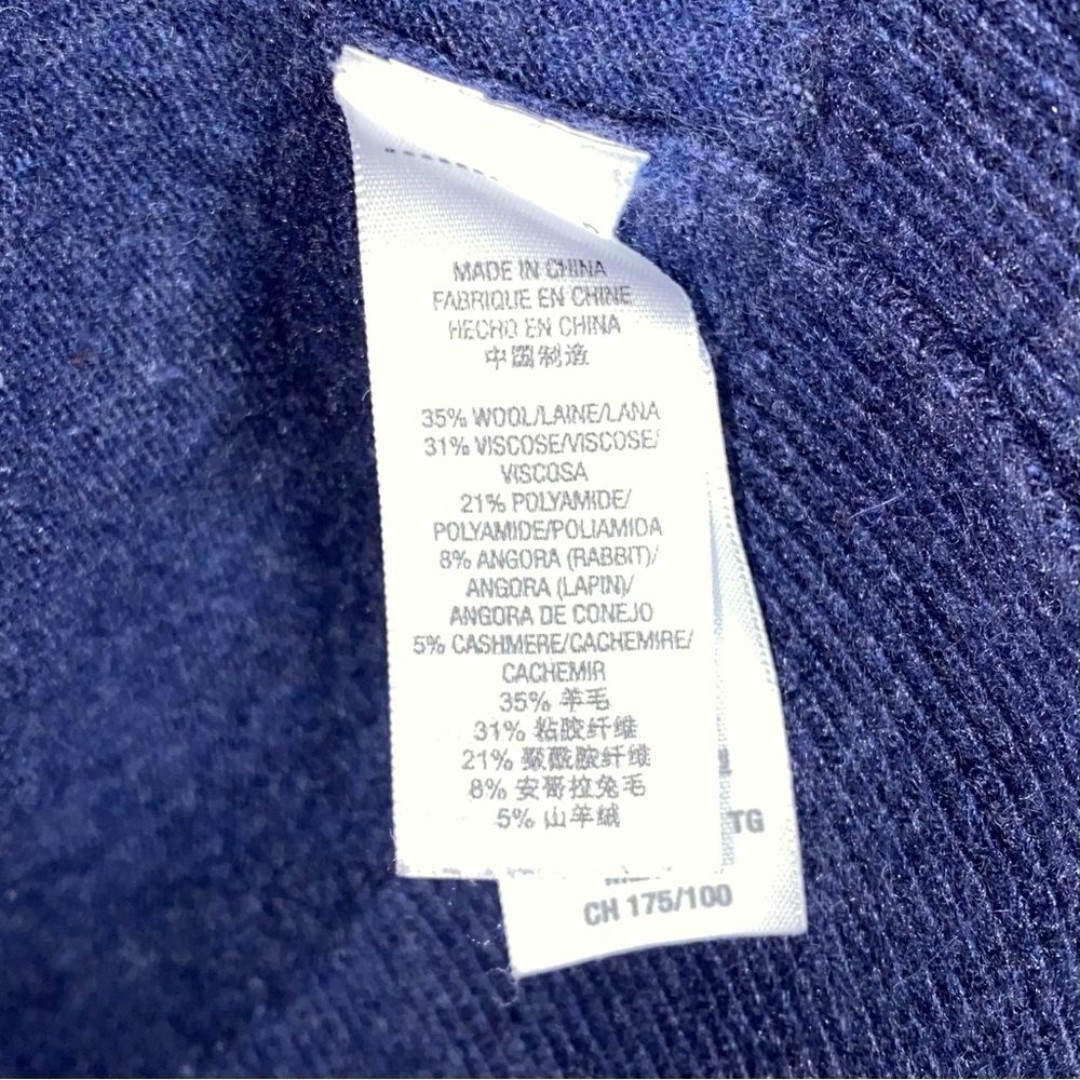 MADE IN CHINA
FABRIQUE EN CHINE
HECHO EN CHINA
中国制造
35% WOOL/LAINE/LANA
31% VISCOSE/VISCOSE/
VISCOSA
21% POLYAMIDE/
POLYAMIDE/POLIAMIDA
8% ANGORA (RABBIT)/
ANGORA (LAPIN)/
ANGORA DE CONEJO
5% CASHMERE/CACHEMIRE/
CACHEMIR
35% 羊毛
31% 粘胶纤维
21% 聚酰胺纤维
8% 安哥拉兔毛
5% 山羊绒
TG
CH 175/100